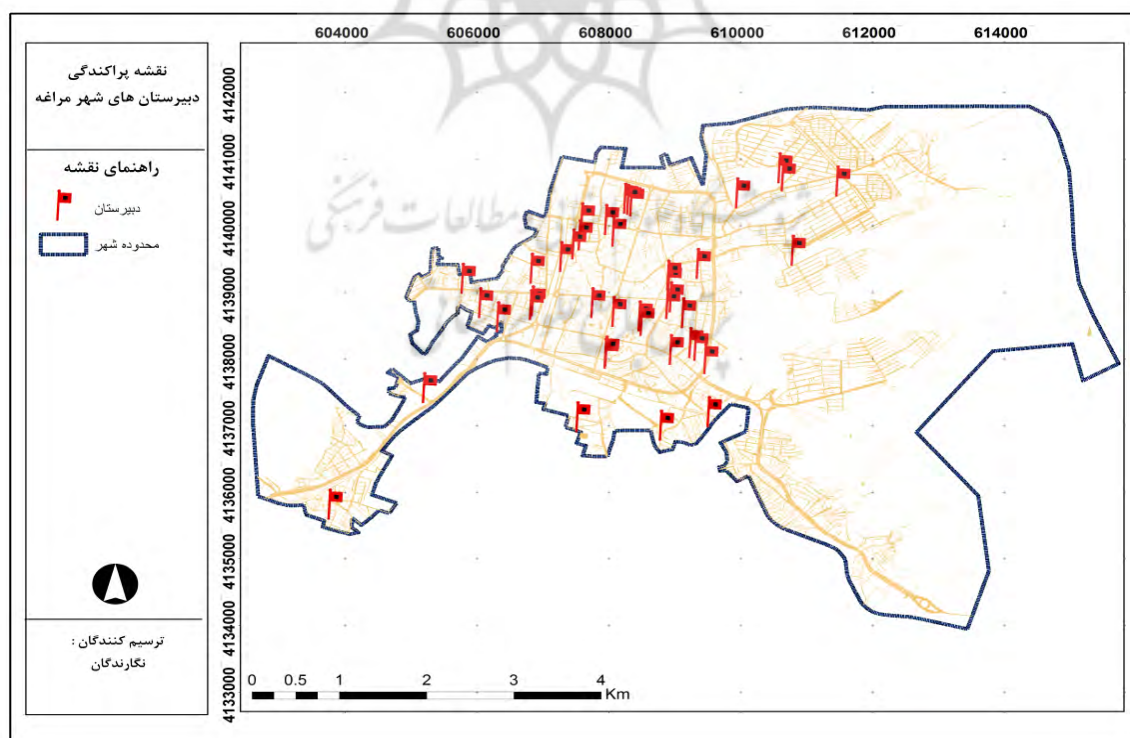 نقشه پراکندگی
دبیرستان های شهر مراغه
راهنمای نقشه
دبیرستان
محدوده شهر
ترسیم کنندگان :
نگارندگان
604000 606000 608000 610000 612000 614000
4142000
4141000
4140000
4139000
4138000
4137000
4136000
4135000
4134000
4133000
0 0.5 1 2 3 4
Km
مطالعات فرهنگی